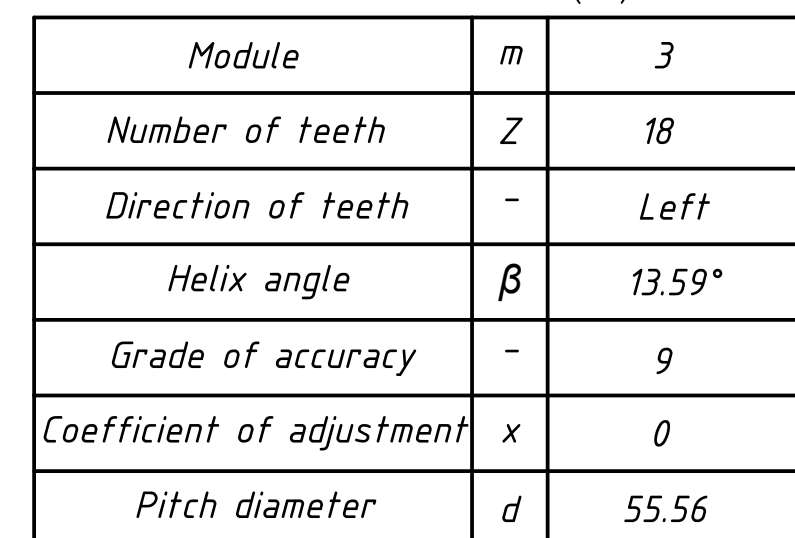 Module m 3
Number of teeth Z 18
Direction of teeth - Left
Helix angle β 13.59°
Grade of accuracy - 9
Coefficient of adjustment x 0
Pitch diameter d 55.56